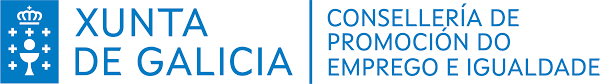 XUNTA
DE GALICIA
CONSELLERÍA DE
PROMOCIÓN DO
EMPREGO E IGUALDADE